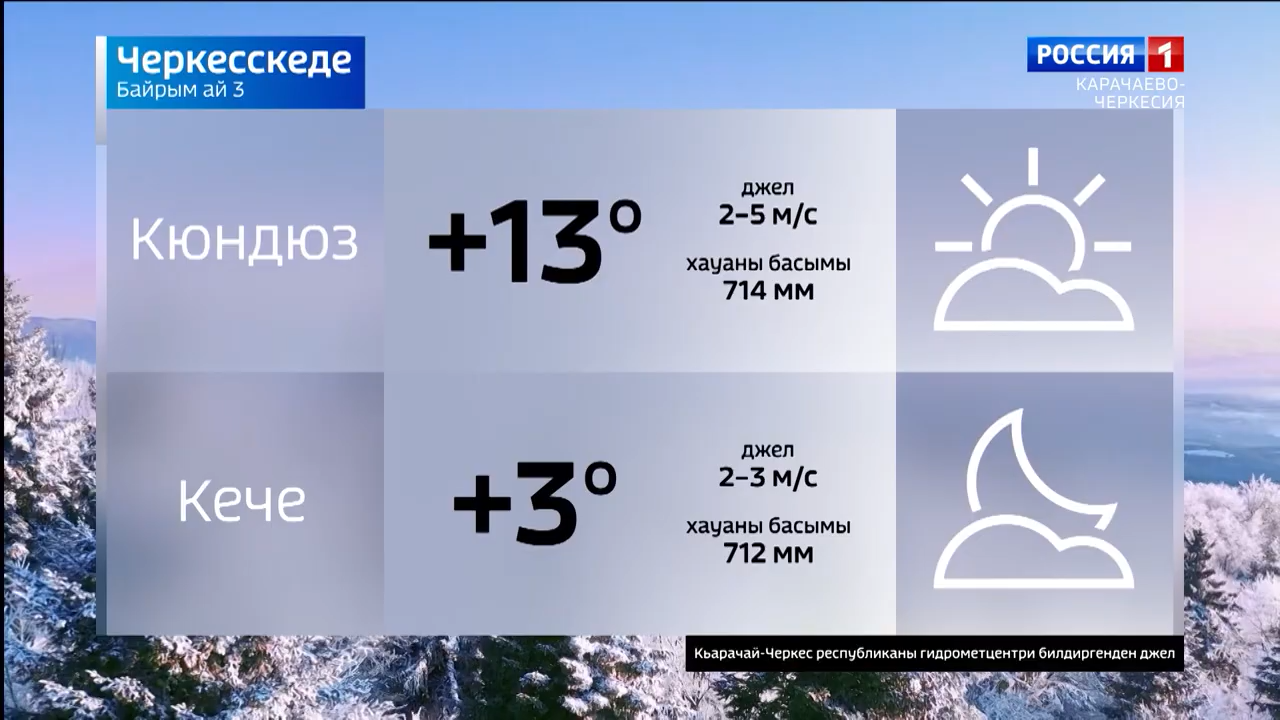 Черкесскеде
Байрым ай 3
РОССИЯ 1
КАРАЧАЕВО-
ЧЕРКЕСИЯ
Кюндюз
+13°
джел
2–5 м/с
хауаны басымы
714 мм
Кече
+3°
джел
2–3 м/с
хауаны басымы
712 мм
Кьарачай-Черкес республиканы гидрометцентри билдиргенден джел